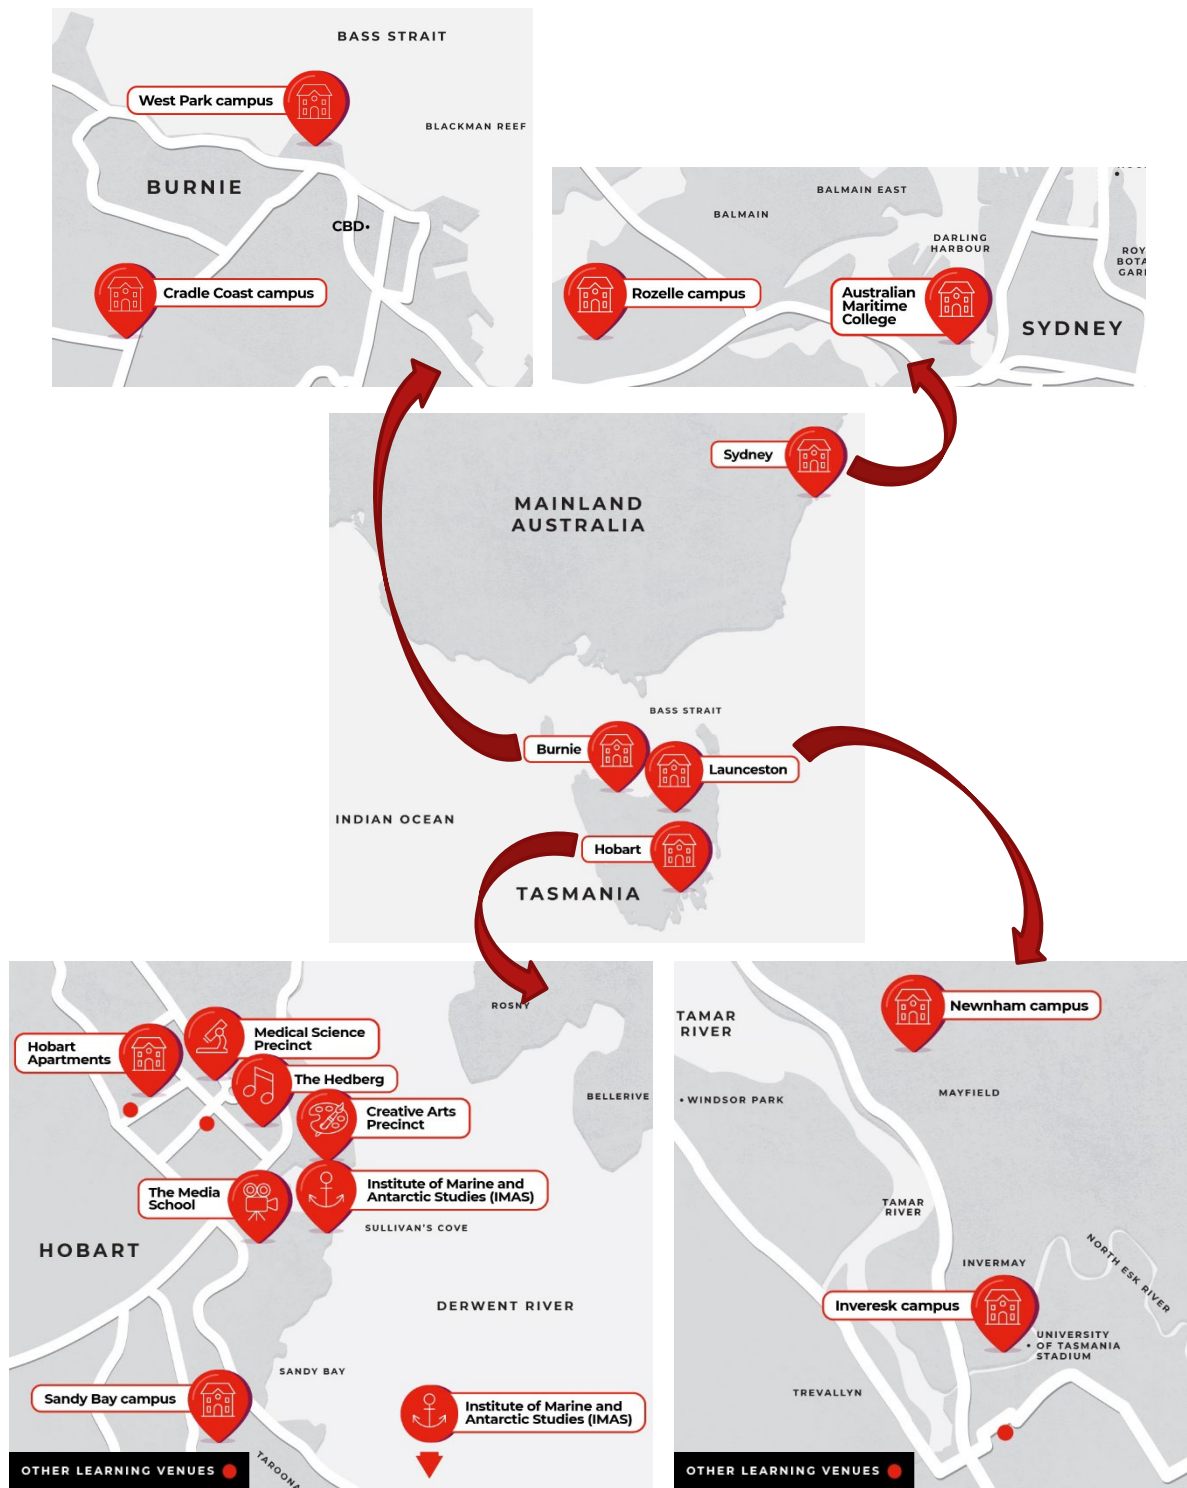 BASS STRAIT
West Park campus
BLACKMAN REEF
BURNIE
CBD
Cradle Coast campus
BALMAIN EAST
BALMAIN
DARLING
HARBOUR
ROY
BOTA
GAR
Rozelle campus
Australian
Maritime
College
SYDNEY
Sydney
MAINLAND
AUSTRALIA
BASS STRAIT
Burnie
Launceston
INDIAN OCEAN
Hobart
TASMANIA
ROSNY
Medical Science
Precinct
Hobart
Apartments
The Hedberg
BELLERIVE
Creative Arts
Precinct
Institute of Marine and
Antarctic Studies (IMAS)
The Media
School
SULLIVAN'S COVE
HOBART
DERWENT RIVER
SANDY BAY
Sandy Bay campus
Institute of Marine and
Antarctic Studies (IMAS)
TAROONA
OTHER LEARNING VENUES
Newnham campus
TAMAR
RIVER
WINDSOR PARK
MAYFIELD
TAMAR
RIVER
NORTH ESK RIVER
INVERMAY
Inveresk campus
UNIVERSITY
OF TASMANIA
STADIUM
TREVALLYN
OTHER LEARNING VENUES